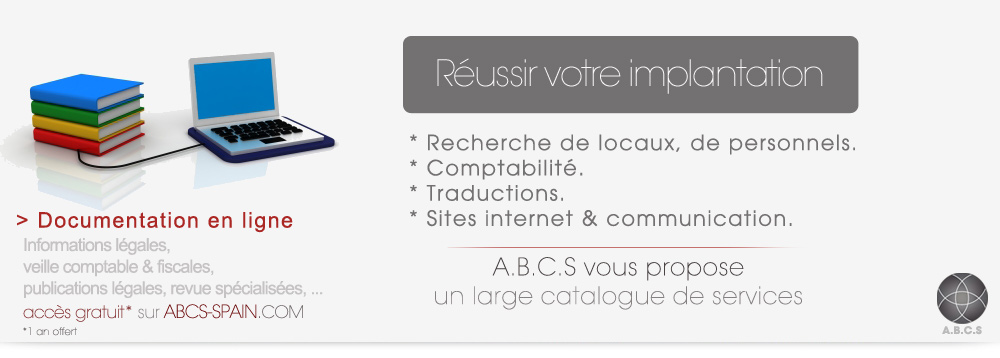 Réussir votre implantation
* Recherche de locaux, de personnels.
* Comptabilité.
* Traductions.
* Sites internet & communication.
A.B.C.S vous propose
un large catalogue de services
> Documentation en ligne
Informations légales,
veille comptable & fiscales,
publications légales, revue spécialisées, ...
accès gratuit* sur ABCS-SPAIN.COM
*1 an offert
A.B.C.S